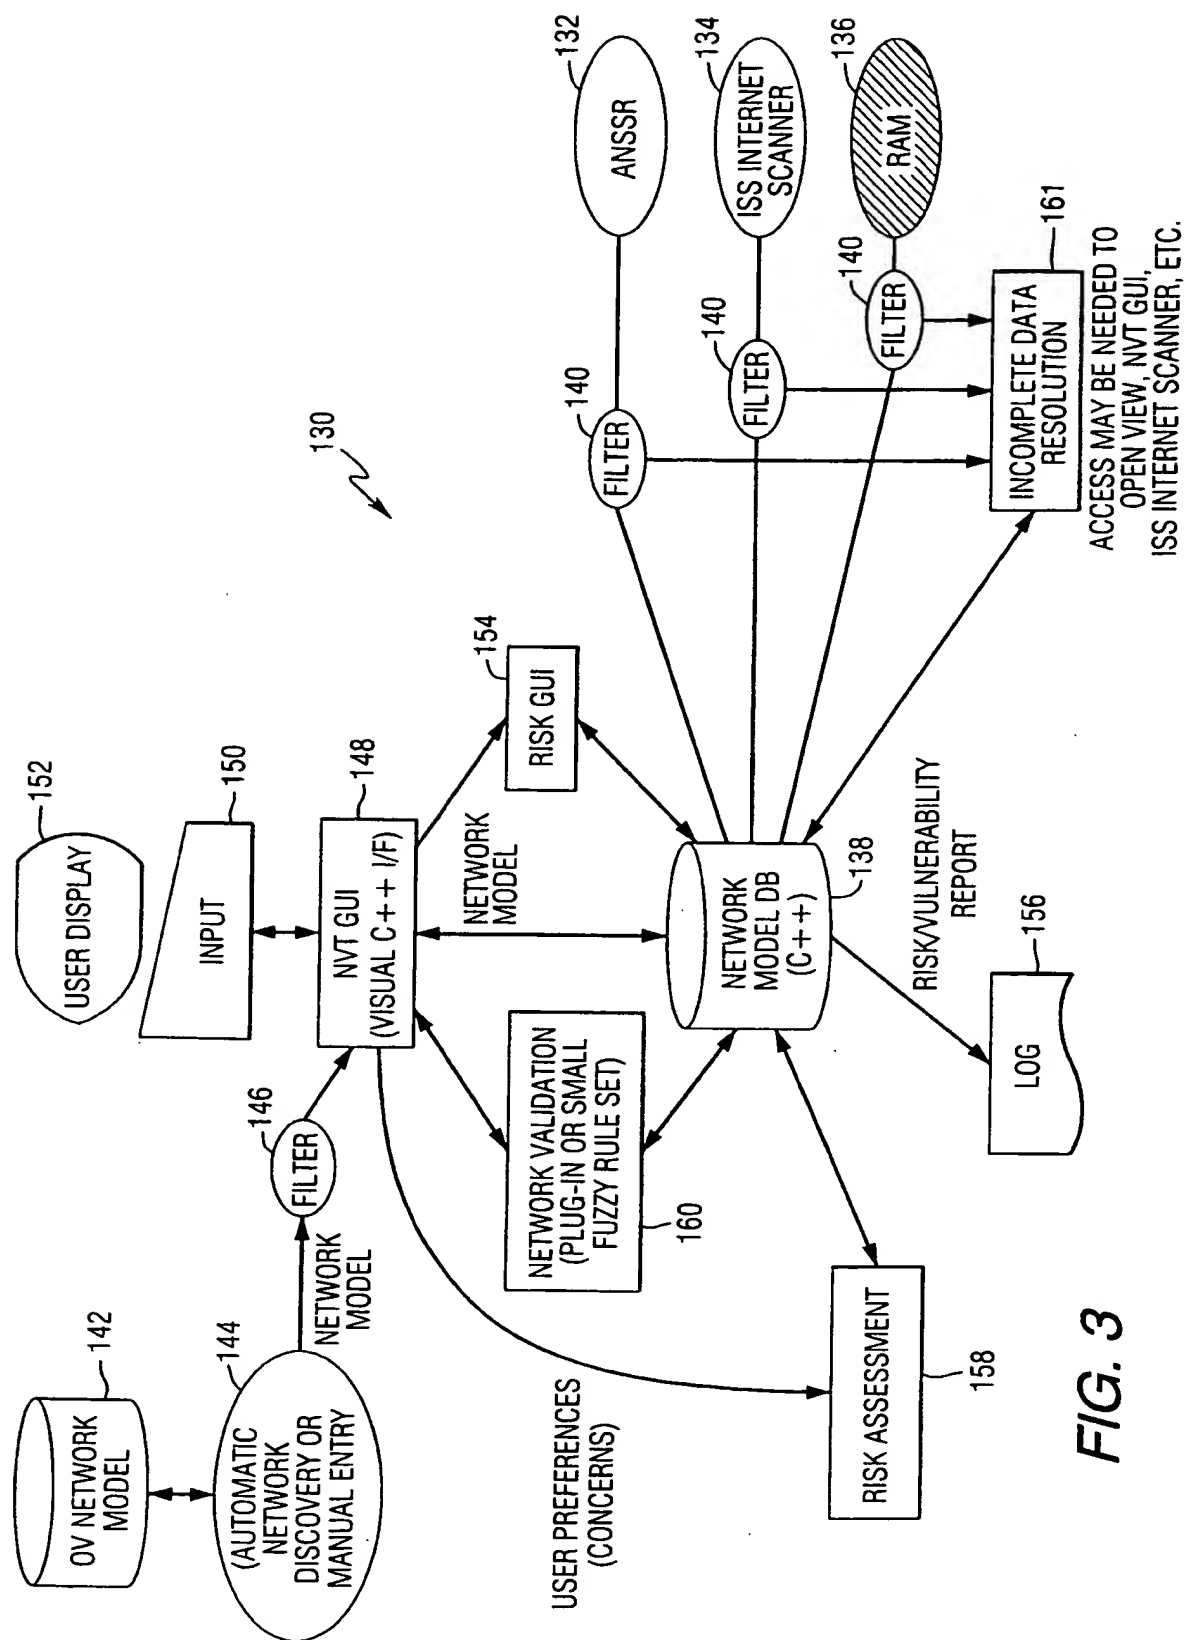 152
USER DISPLAY
150
INPUT
142
OV NETWORK
MODEL
144
(AUTOMATIC
NETWORK
DISCOVERY OR
MANUAL ENTRY
NETWORK
MODEL
146
FILTER
148
NVT GUI
(VISUAL C++ I/F)
154
RISK GUI
NETWORK
MODEL
130
NETWORK VALIDATION
(PLUG-IN OR SMALL
FUZZY RULE SET)
160
NETWORK
MODEL DB
(C++)
138
USER PREFERENCES
(CONCERNS)
RISK ASSESSMENT
158
RISK/VULNERABILITY
REPORT
156
LOG
132
ANSSR
140
FILTER
134
ISS INTERNET
SCANNER
140
FILTER
136
RAM
140
FILTER
161
INCOMPLETE DATA
RESOLUTION
ACCESS MAY BE NEEDED TO
OPEN VIEW, NVT GUI,
ISS INTERNET SCANNER, ETC.
FIG. 3